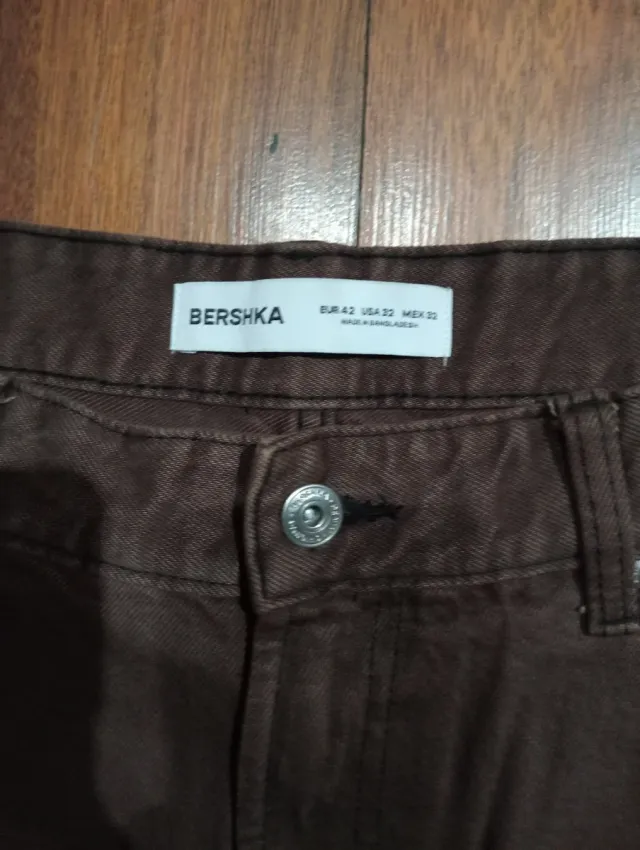 BERSHKA
EUR 42 USA 32 MEX 32
MADE IN BANGLADESH